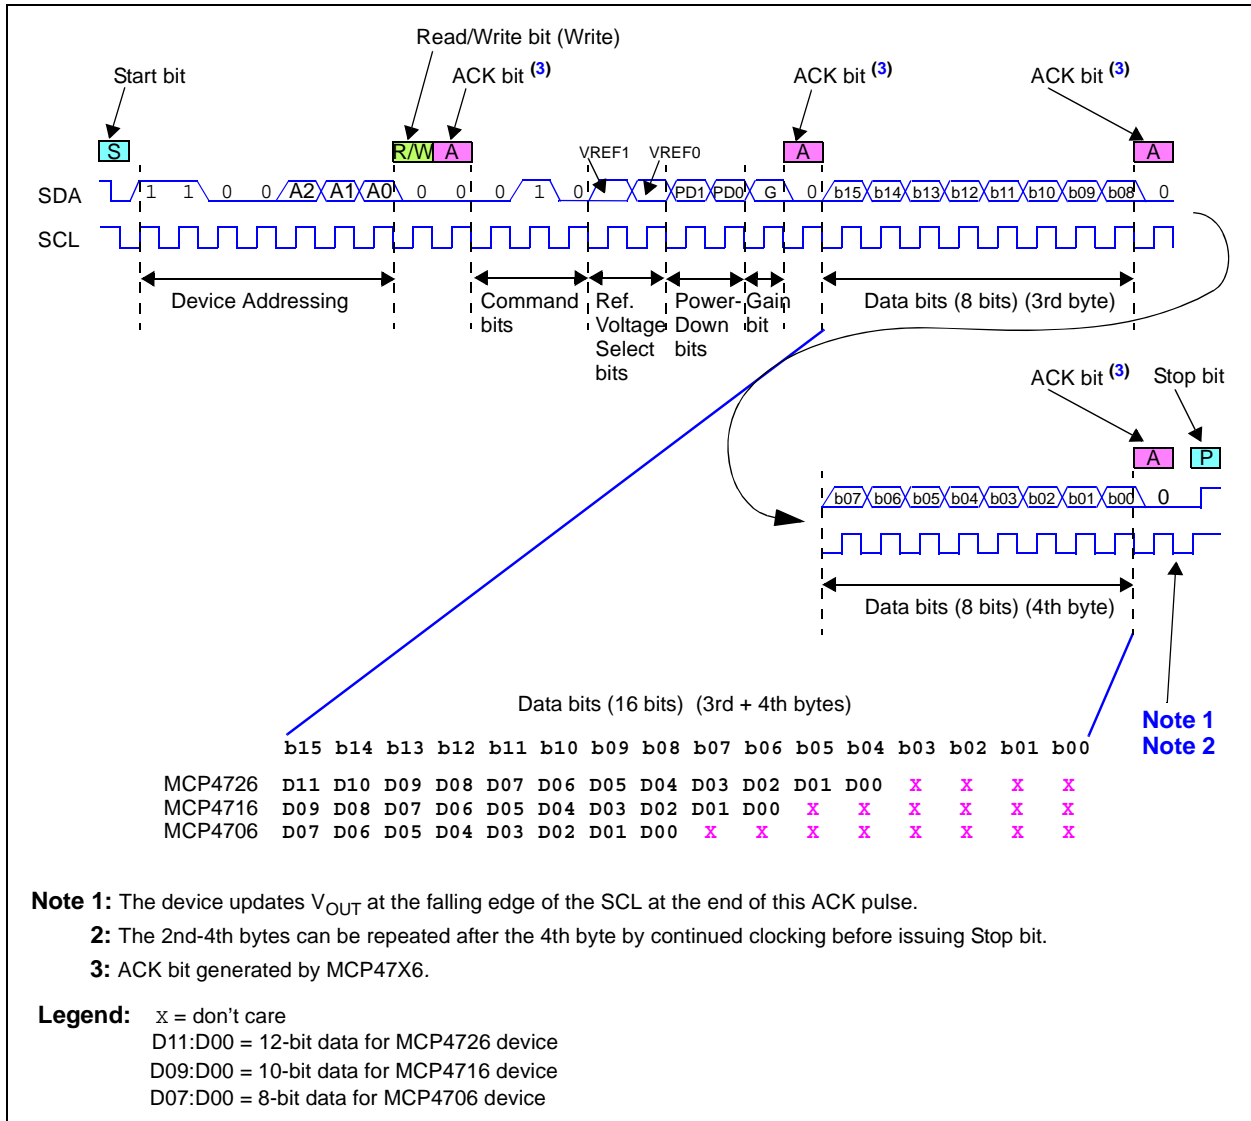 Read/Write bit (Write)
Start bit
ACK bit (3)
ACK bit (3)
ACK bit (3)
S
R/W
A
A
A
VREF1
VREF0
SDA
1 1 0 0 A2 A1 A0 0 0 0 1 0 PD1 PD0 G 0 b15 b14 b13 b12 b11 b10 b09 b08 0
SCL
Device Addressing
Command
bits
Ref.
Voltage
Select
bits
Power-
Down
bits
Gain
bit
Data bits (8 bits) (3rd byte)
ACK bit (3)
Stop bit
A
P
b07 b06 b05 b04 b03 b02 b01 b00 0
Data bits (8 bits) (4th byte)
Note 1
Note 2
Data bits (16 bits) (3rd + 4th bytes)
b15 b14 b13 b12 b11 b10 b09 b08 b07 b06 b05 b04 b03 b02 b01 b00
MCP4726 D11 D10 D09 D08 D07 D06 D05 D04 D03 D02 D01 D00 X X X X
MCP4716 D09 D08 D07 D06 D05 D04 D03 D02 D01 D00 X X X X X X
MCP4706 D07 D06 D05 D04 D03 D02 D01 D00 X X X X X X X X
Note 1: The device updates VOUT at the falling edge of the SCL at the end of this ACK pulse.
2: The 2nd-4th bytes can be repeated after the 4th byte by continued clocking before issuing Stop bit.
3: ACK bit generated by MCP47X6.
Legend: X = don't care
D11:D00 = 12-bit data for MCP4726 device
D09:D00 = 10-bit data for MCP4716 device
D07:D00 = 8-bit data for MCP4706 device